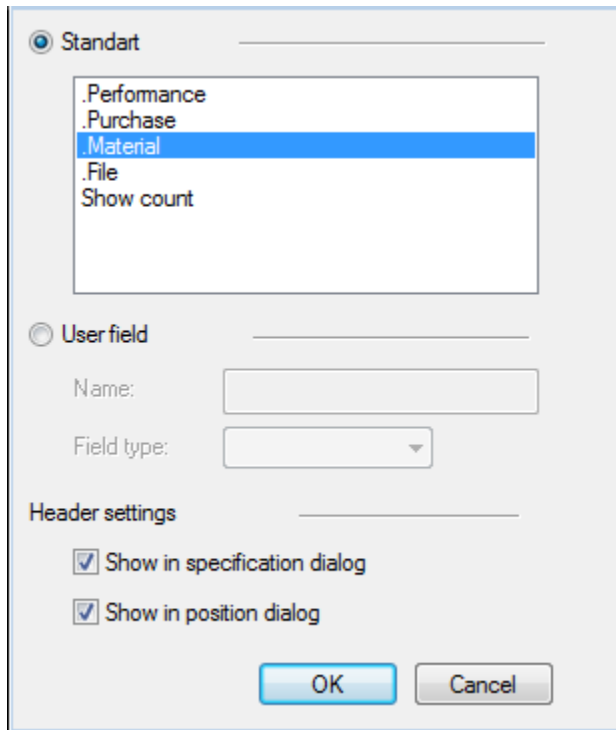 Standart
.Performance
.Purchase
.Material
.File
Show count
User field
Name:
Field type:
Header settings
Show in specification dialog
Show in position dialog
OK Cancel